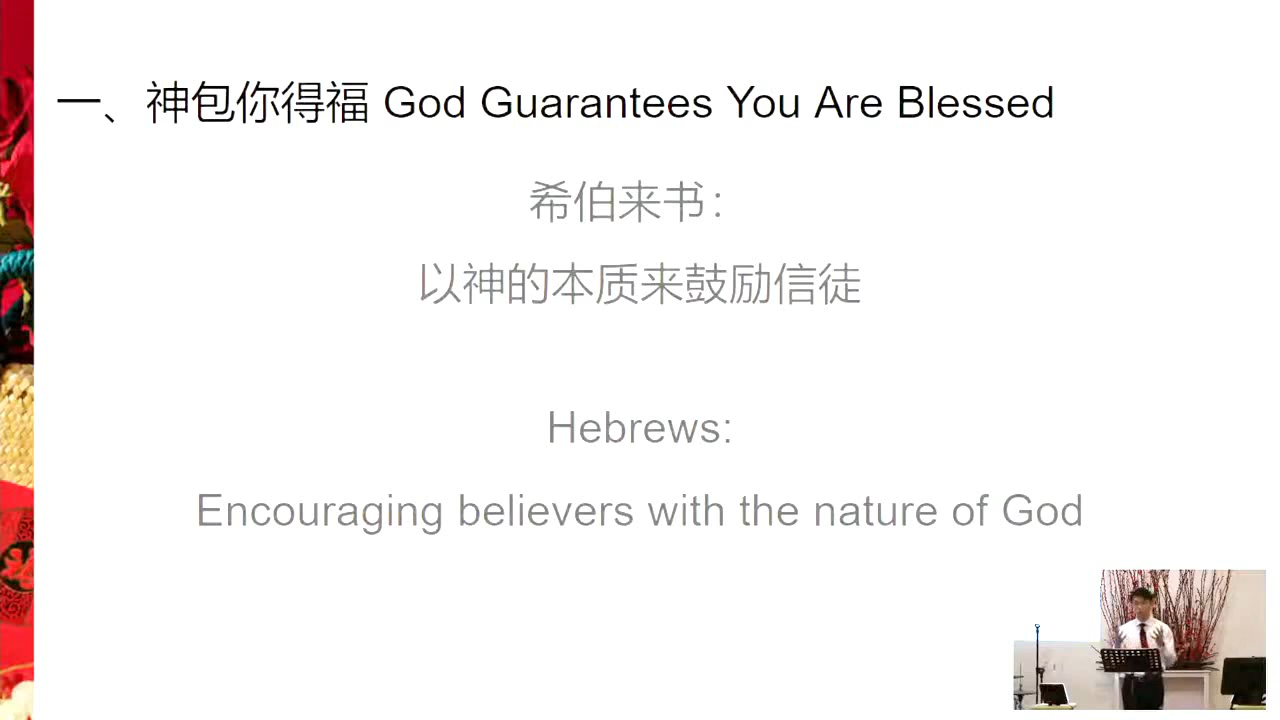 一、神包你得福 God Guarantees You Are Blessed
希伯来书：
以神的本质来鼓励信徒
Hebrews:
Encouraging believers with the nature of God